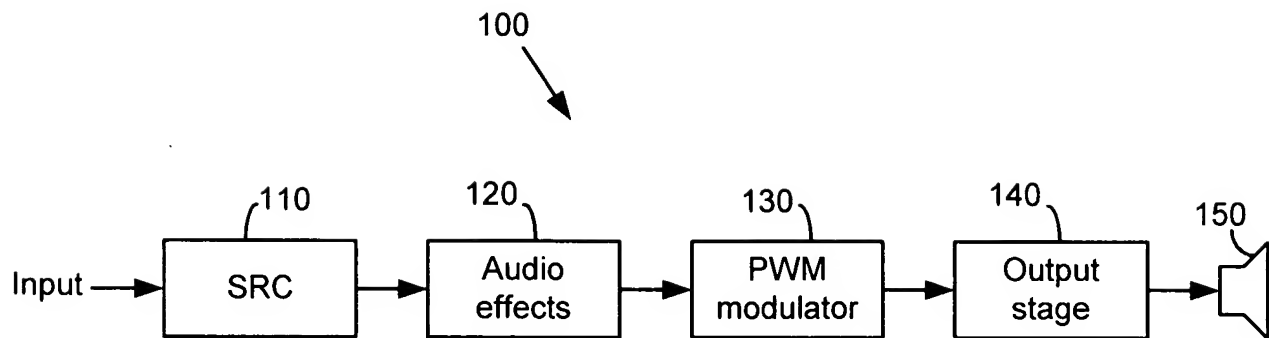 100
110
120
130
140
150
Input
SRC
Audio
effects
PWM
modulator
Output
stage